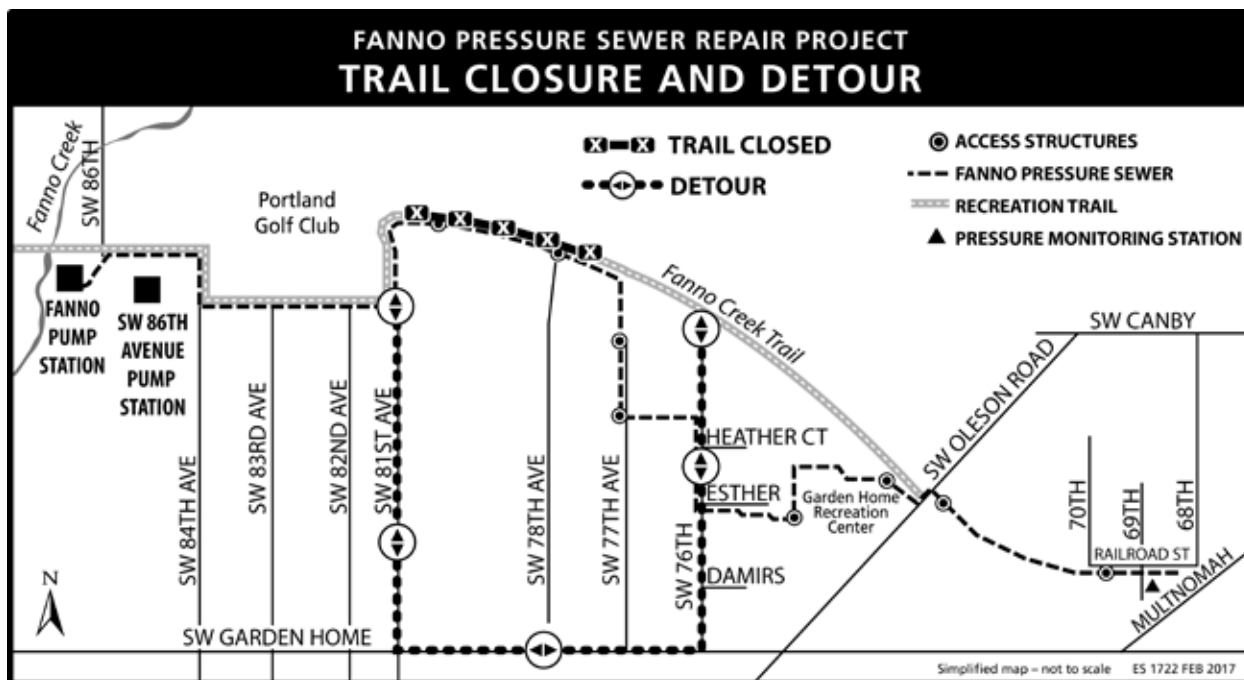 FANNO PRESSURE SEWER REPAIR PROJECT
TRAIL CLOSURE AND DETOUR
Fanno Creek
SW 86TH
Portland
Golf Club
TRAIL CLOSED
DETOUR
ACCESS STRUCTURES
FANNO PRESSURE SEWER
RECREATION TRAIL
PRESSURE MONITORING STATION
FANNO
PUMP
STATION
SW 86TH
AVENUE
PUMP
STATION
Fanno Creek Trail
SW CANBY
SW OLESON ROAD
SW 84TH AVE
SW 83RD AVE
SW 82ND AVE
SW 81ST AVE
SW 78TH AVE
SW 77TH AVE
SW 76TH
HEATHER CT
ESTHER
Garden Home
Recreation
Center
DAMIRS
70TH
69TH
68TH
RAILROAD ST
MULTNOMAH
N
SW GARDEN HOME
Simplified map – not to scale ES 1722 FEB 2017